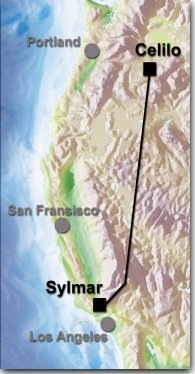 Portland
Celilo
San Fransisco
Sylmar
Los Angeles